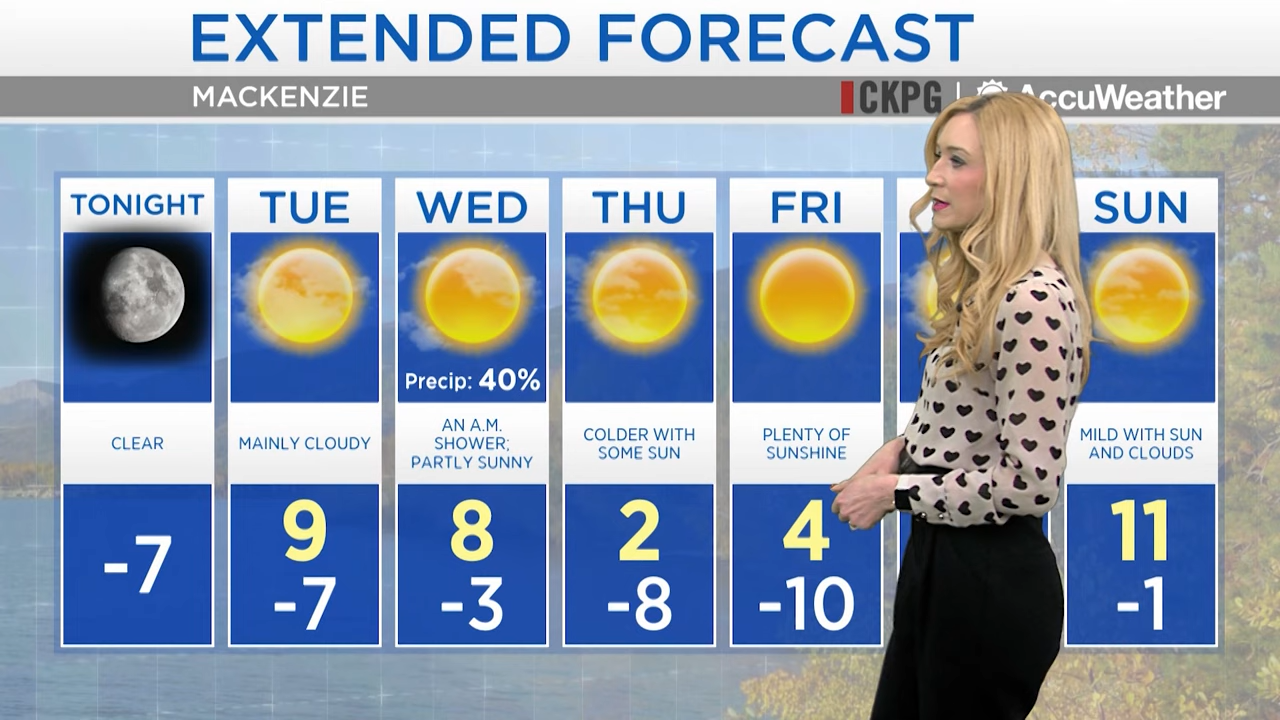 EXTENDED FORECAST
MACKENZIE
CKPG | AccuWeather
TONIGHT
CLEAR
-7
TUE
MAINLY CLOUDY
9
-7
WED
Precip: 40%
AN A.M.
SHOWER;
PARTLY SUNNY
8
-3
THU
COLDER WITH
SOME SUN
2
-8
FRI
PLENTY OF
SUNSHINE
4
-10
SUN
MILD WITH SUN
AND CLOUDS
11
-1